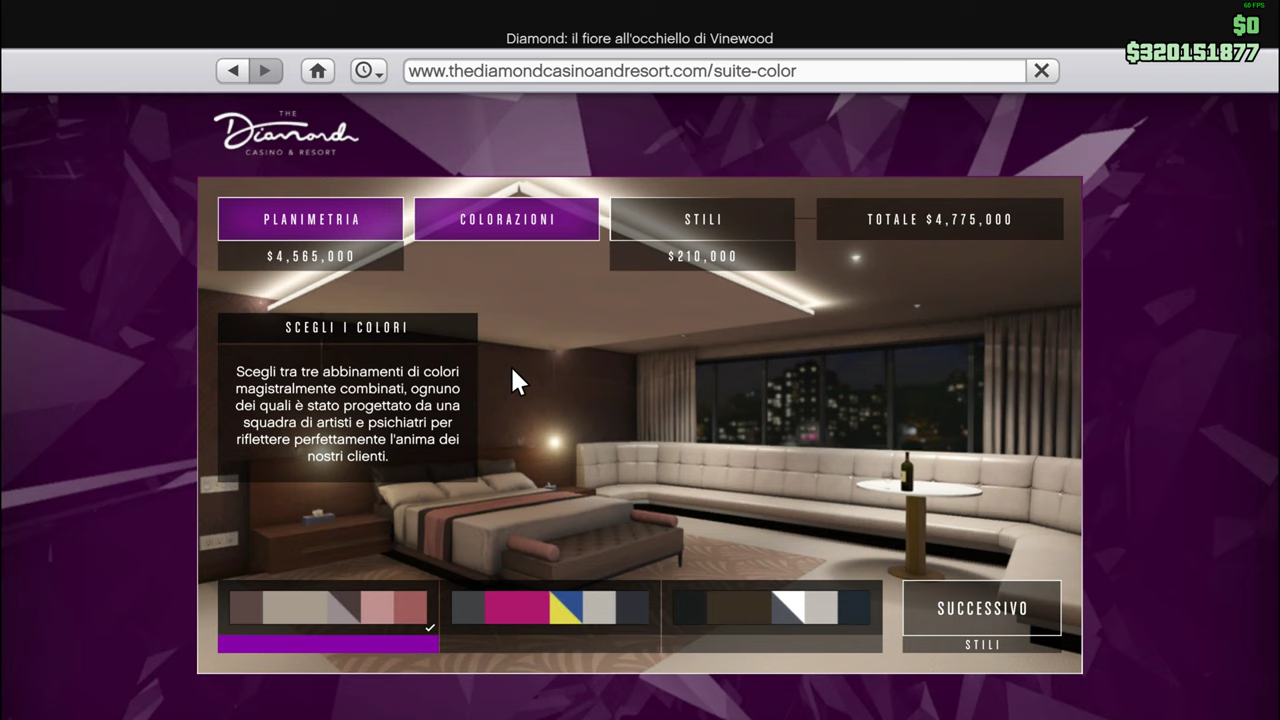 60 FPS
$0
$320151877
Diamond: il fiore all'occhiello di Vinewood
www.thediamondcasinoandresort.com/suite-color
THE
Diamond
CASINO & RESORT
PLANIMETRIA
COLORAZIONI
STILI
TOTALE $4,775,000
$4,565,000
$210,000
SCEGLI I COLORI
Scegli tra tre abbinamenti di colori
magistralmente combinati, ognuno
dei quali è stato progettato da una
squadra di artisti e psichiatri per
riflettere perfettamente l'anima dei
nostri clienti.
SUCCESSIVO
STILI